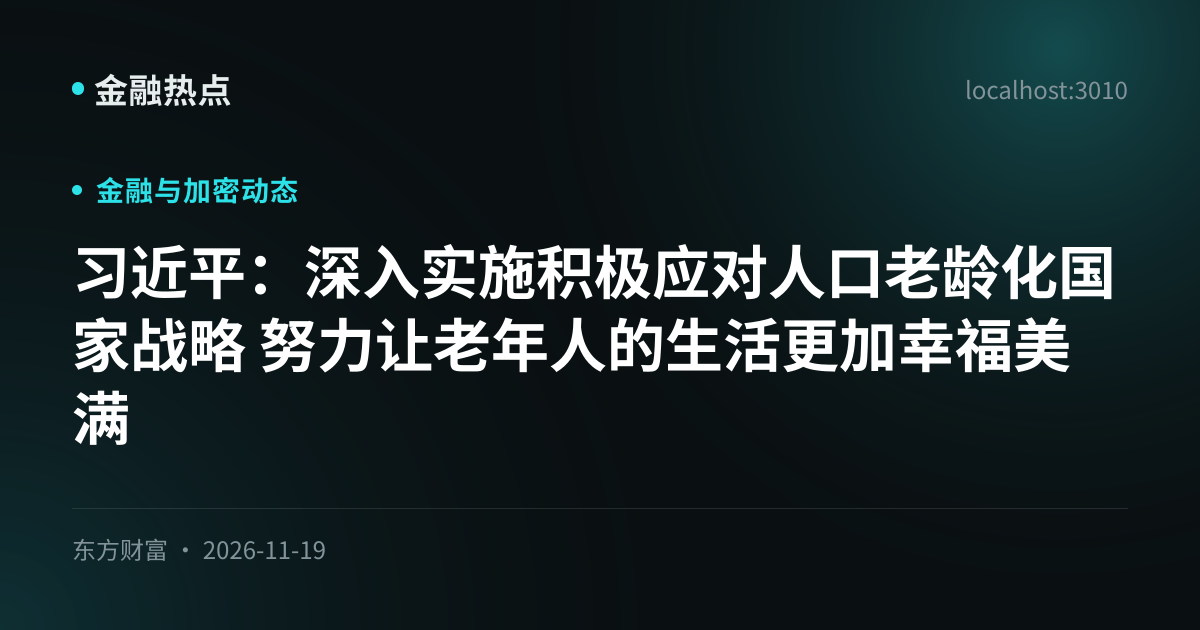 金融热点
localhost:3010
金融与加密动态
习近平：深入实施积极应对人口老龄化国
家战略 努力让老年人的生活更加幸福美
满
东方财富 · 2026-11-19